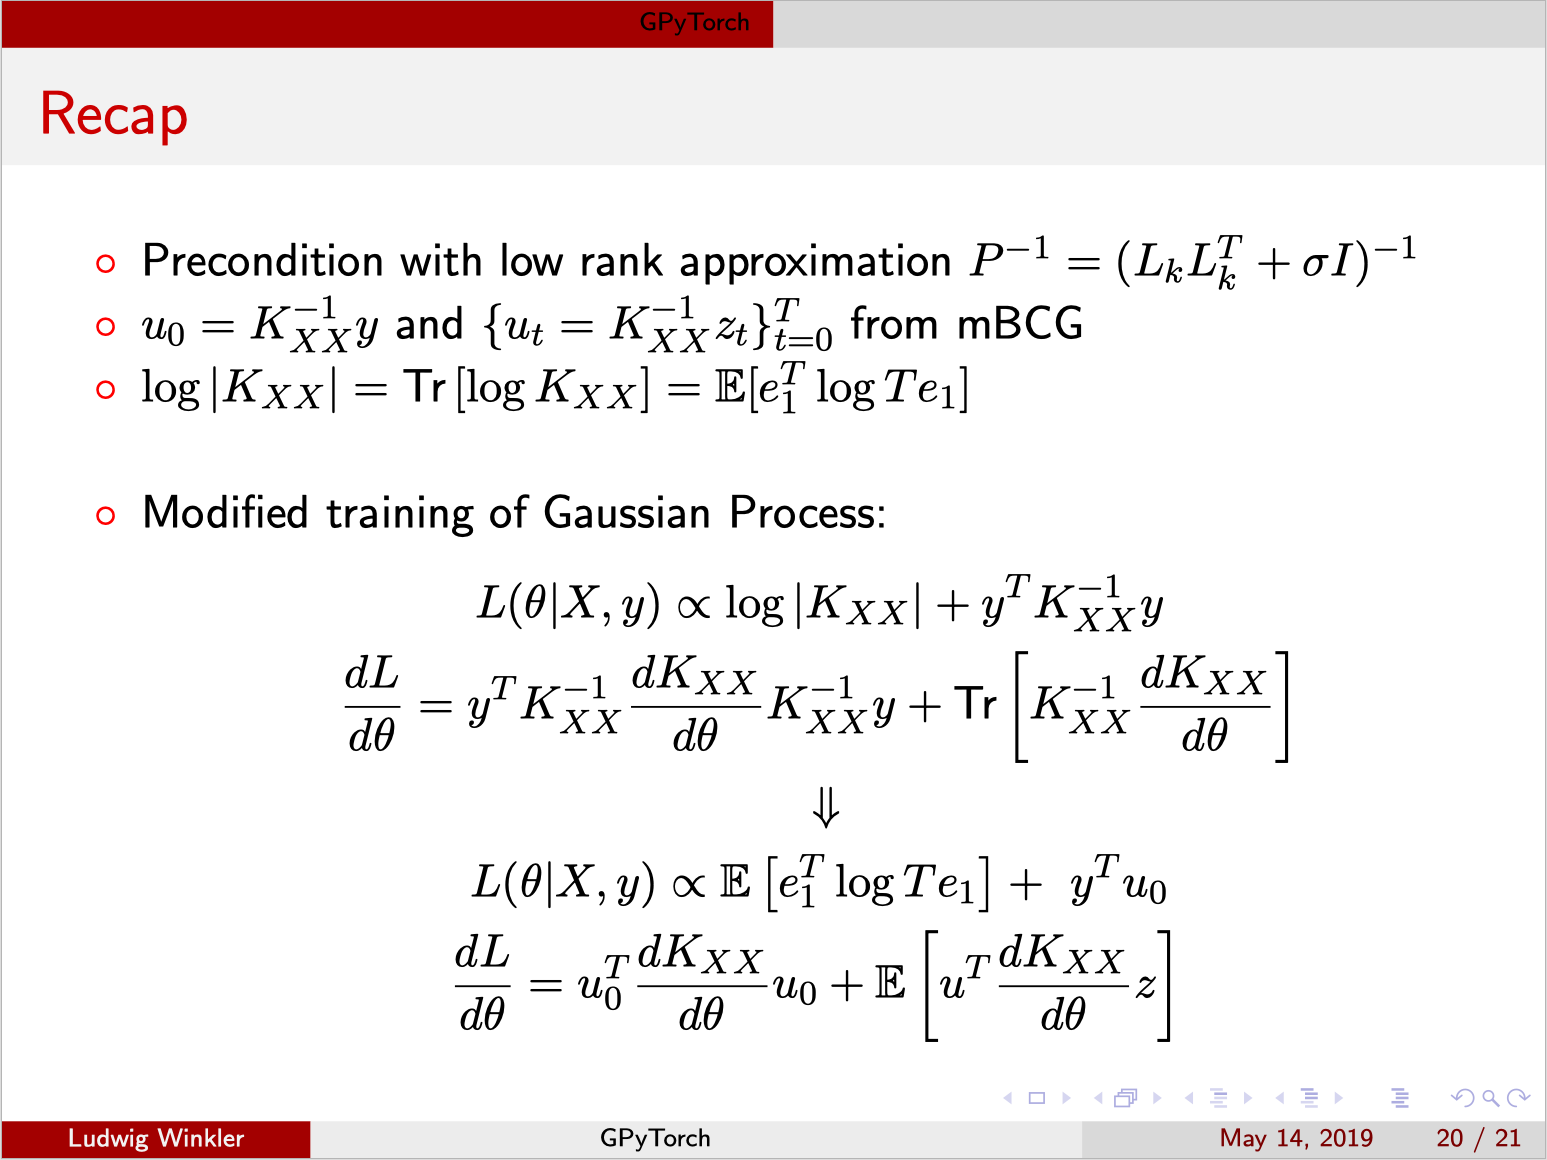 GPyTorch
Recap
∘ Precondition with low rank approximation $P^{-1} = (L_k L_k^T + \sigma I)^{-1}$
∘ $u_0 = K_{XX}^{-1} y$ and $\{u_t = K_{XX}^{-1} z_t\}_{t=0}^T$ from mBCG
∘ $\log |K_{XX}| = \text{Tr}\,[\log K_{XX}] = \mathbb{E}[e_1^T \log T e_1]$
∘ Modified training of Gaussian Process:
$L(\theta|X, y) \propto \log |K_{XX}| + y^T K_{XX}^{-1} y$
$\frac{dL}{d\theta} = y^T K_{XX}^{-1} \frac{dK_{XX}}{d\theta} K_{XX}^{-1} y + \text{Tr}\left[K_{XX}^{-1} \frac{dK_{XX}}{d\theta}\right]$
⇓
$L(\theta|X, y) \propto \mathbb{E}\left[e_1^T \log T e_1\right] + y^T u_0$
$\frac{dL}{d\theta} = u_0^T \frac{dK_{XX}}{d\theta} u_0 + \mathbb{E}\left[u^T \frac{dK_{XX}}{d\theta} z\right]$
Ludwig Winkler GPyTorch May 14, 2019 20 / 21